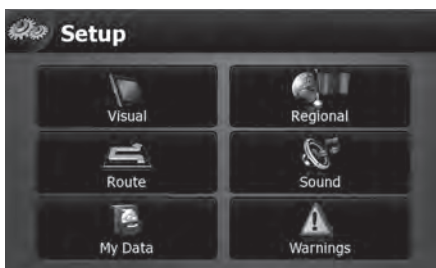 Setup
Visual
Regional
Route
Sound
My Data
Warnings